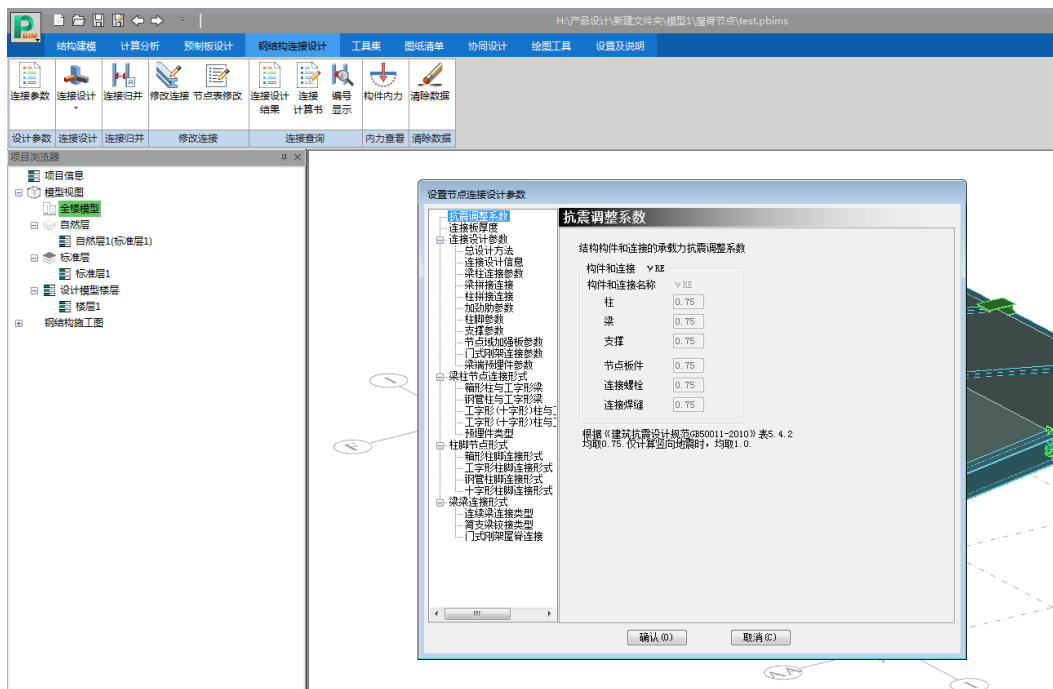 H:\产品设计\新建文件夹\模型1\屋脊节点\test.pbims
PBIM
结构建模 计算分析 预制板设计 钢结构连接设计 工具集 图纸清单 协同设计 绘图工具 设置及说明
连接参数 连接设计 连接归并 修改连接 节点表修改 连接设计结果 连接计算书 编号显示 构件内力 清除数据
设计参数 连接设计 连接归并 修改连接 连接查询 内力查看 清除数据
项目浏览器
项目信息
模型视图
全楼模型
自然层
自然层1(标准层1)
标准层
标准层1
设计模型楼层
楼层1
钢结构施工图
设置节点连接设计参数
抗震调整系数
连接板厚度
连接设计参数
总设计方法
连接设计信息
梁柱连接参数
梁拼接连接
柱拼接连接
加劲肋参数
柱脚参数
支撑参数
节点域加强板参数
门式刚架连接参数
梁端预埋件参数
梁柱节点连接形式
箱形柱与工字形梁
钢管柱与工字形梁
工字形(十字形)柱与
工字形(十字形)柱与
预埋件类型
柱脚节点形式
箱形柱脚连接形式
工字形柱脚连接形式
钢管柱脚连接形式
十字形柱脚连接形式
梁梁连接形式
连续梁连接类型
简支梁铰接类型
门式刚架屋脊连接
抗震调整系数
结构构件和连接的承载力抗震调整系数
构件和连接 γRE
构件和连接名称 γRE
柱 0.75
梁 0.75
支撑 0.75
节点板件 0.75
连接螺栓 0.75
连接焊缝 0.75
根据《建筑抗震设计规范GB50011-2010》表5.4.2
均取0.75.仅计算竖向地震时，均取1.0.
确认(O) 取消(C)
F
AA